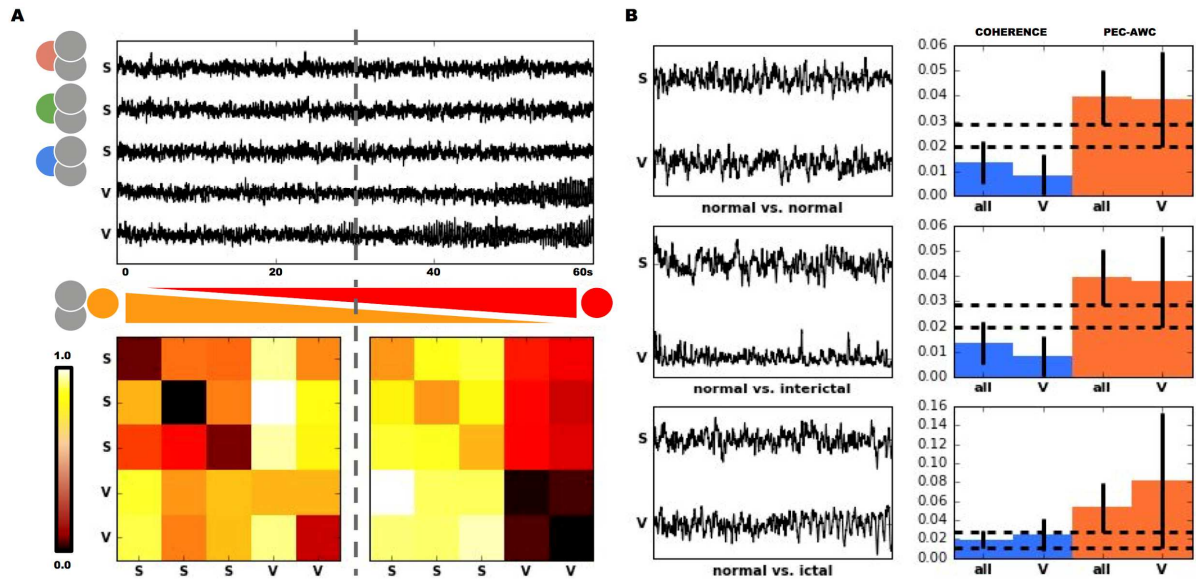 A
S
S
S
V
V
0 20 40 60s
1.0
0.0
S
S
S
V
V
S S S V V S S S V V
B
COHERENCE PEC-AWC
S
V
normal vs. normal
0.06
0.05
0.04
0.03
0.02
0.01
0.00
all V all V
S
V
normal vs. interictal
0.06
0.05
0.04
0.03
0.02
0.01
0.00
all V all V
S
V
normal vs. ictal
0.16
0.14
0.12
0.10
0.08
0.06
0.04
0.02
0.00
all V all V